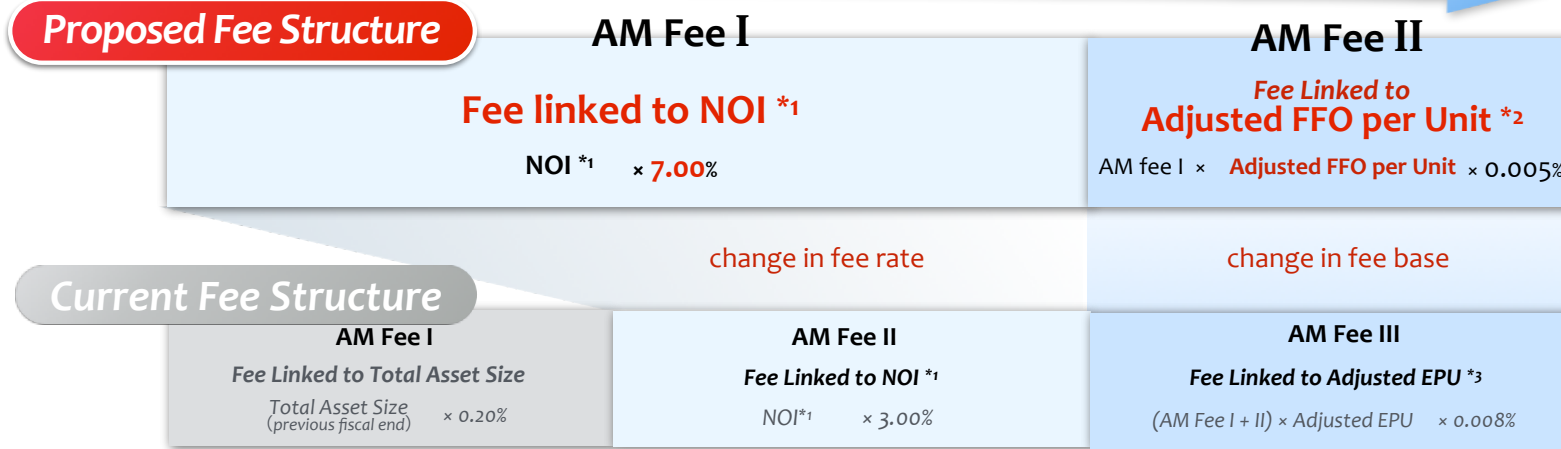 Proposed Fee Structure
AM Fee I
Fee linked to NOI *1
NOI *1 × 7.00%
AM Fee II
Fee Linked to
Adjusted FFO per Unit *2
AM fee I × Adjusted FFO per Unit × 0.005%
change in fee rate
change in fee base
Current Fee Structure
AM Fee I
Fee Linked to Total Asset Size
Total Asset Size × 0.20%
(previous fiscal end)
AM Fee II
Fee Linked to NOI *1
NOI*1 × 3.00%
AM Fee III
Fee Linked to Adjusted EPU *3
(AM Fee I + II) × Adjusted EPU × 0.008%